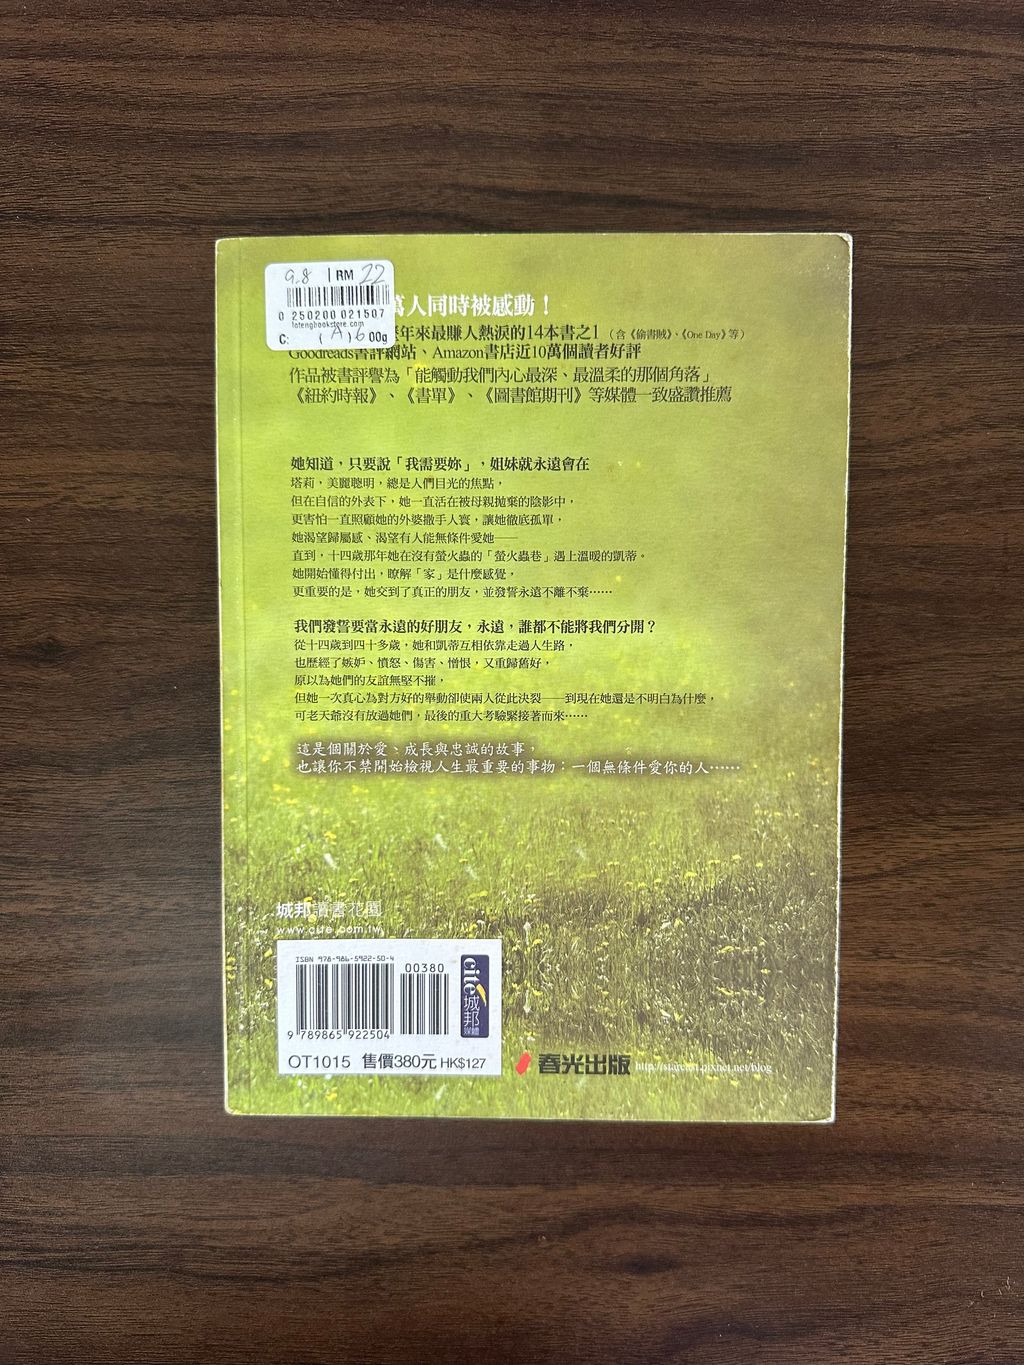 9.8 | RM 22
0 250200 021507
lotengbookstore.com
C: ( A )600g
萬人同時被感動！
年來最賺人熱淚的14本書之1（含《偷書賊》、《One Day》等）
Goodreads書評網站、Amazon書店近10萬個讀者好評
作品被書評譽為「能觸動我們內心最深、最溫柔的那個角落」
《紐約時報》、《書單》、《圖書館期刊》等媒體一致盛讚推薦
她知道，只要說「我需要妳」，姐妹就永遠會在
塔莉，美麗聰明，總是人們目光的焦點，
但在自信的外表下，她一直活在被母親拋棄的陰影中，
更害怕一直照顧她的外婆撒手人寰，讓她徹底孤單，
她渴望歸屬感、渴望有人能無條件愛她——
直到，十四歲那年她在沒有螢火蟲的「螢火蟲巷」遇上溫暖的凱蒂。
她開始懂得付出，瞭解「家」是什麼感覺，
更重要的是，她交到了真正的朋友，並發誓永遠不離不棄……
我們發誓要當永遠的好朋友，永遠，誰都不能將我們分開？
從十四歲到四十多歲，她和凱蒂互相依靠走過人生路，
也歷經了嫉妒、憤怒、傷害、憎恨，又重歸舊好，
原以為她們的友誼無堅不摧，
但她一次真心為對方好的舉動卻使兩人從此決裂——到現在她還是不明白為什麼，
可老天爺沒有放過她們，最後的重大考驗緊接著而來……
這是個關於愛、成長與忠誠的故事，
也讓你不禁開始檢視人生最重要的事物：一個無條件愛你的人……
城邦讀書花園
www.cite.com.tw
ISBN 978-986-5922-50-4
00380
9 789865 922504
cité城邦媒體
OT1015 售價380元 HK$127
春光出版 http://stareast.pixnet.net/blog